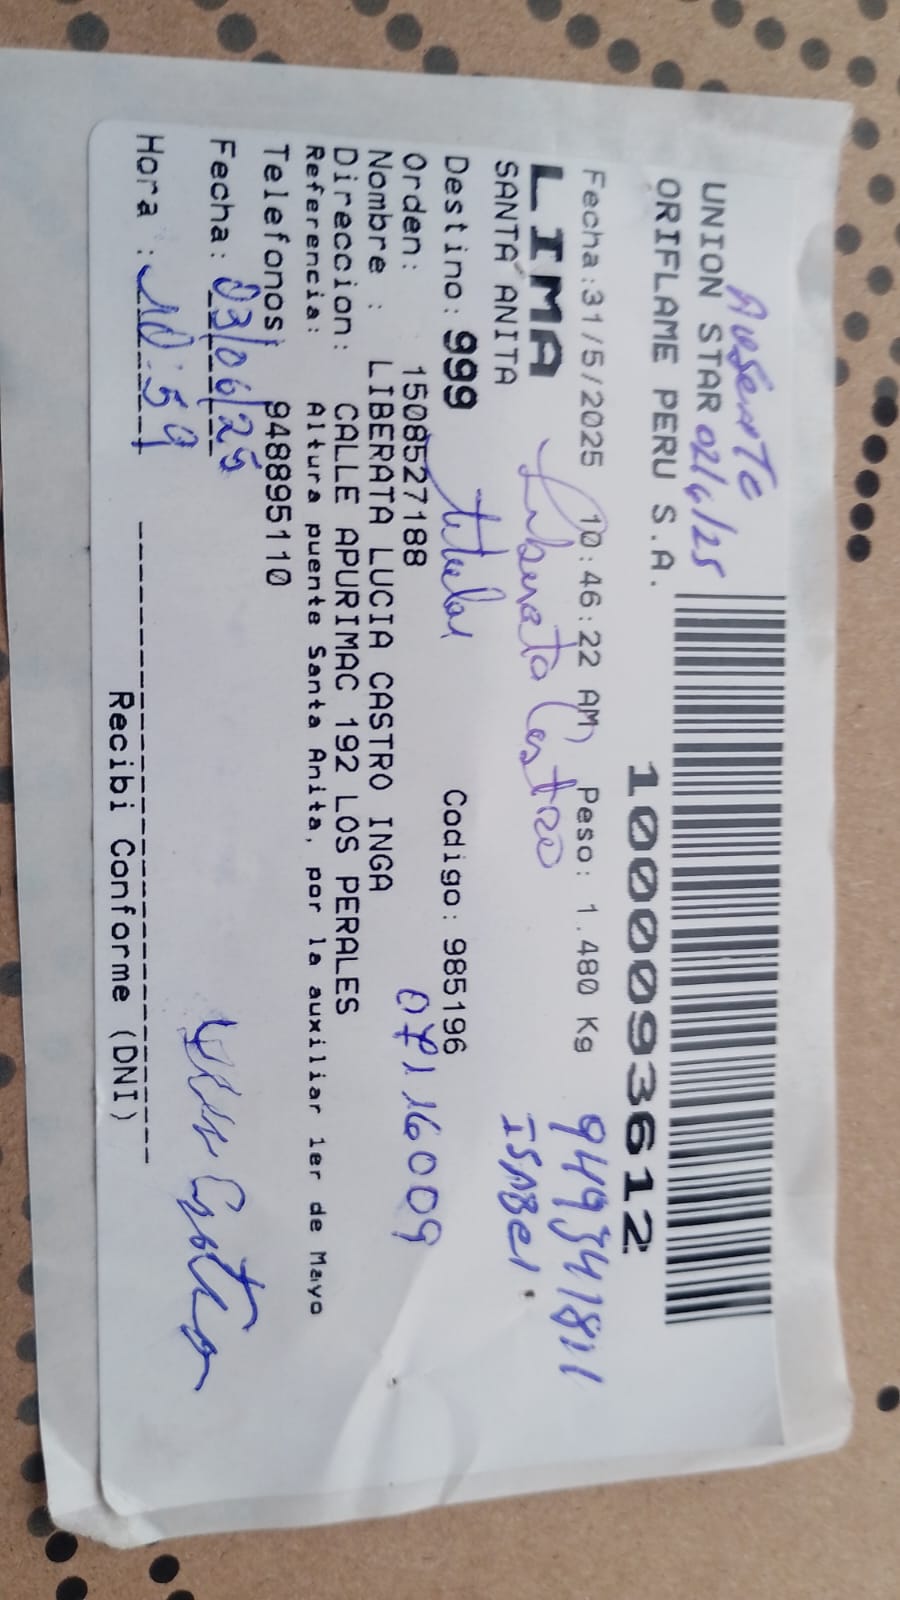 Ausente
UNION STAR 02/6/25
ORIFLAME PERU S.A.
1000093612
Fecha:31/5/2025 10:46:22 AM Peso: 1.480 Kg
949341811
LIMA Liberata Castro
SANTA ANITA ISABel
Destino: 999 titular Codigo: 985196
Orden: 1508527188 07116009
Nombre : LIBERATA LUCIA CASTRO INGA
Direccion: CALLE APURIMAC 192 LOS PERALES
Referencia: Altura puente Santa Anita, por la auxiliar 1er de Mayo
Telefonos: 948895110
Fecha: 03/06/25
Hora : 10:59
Recibi Conforme (DNI)